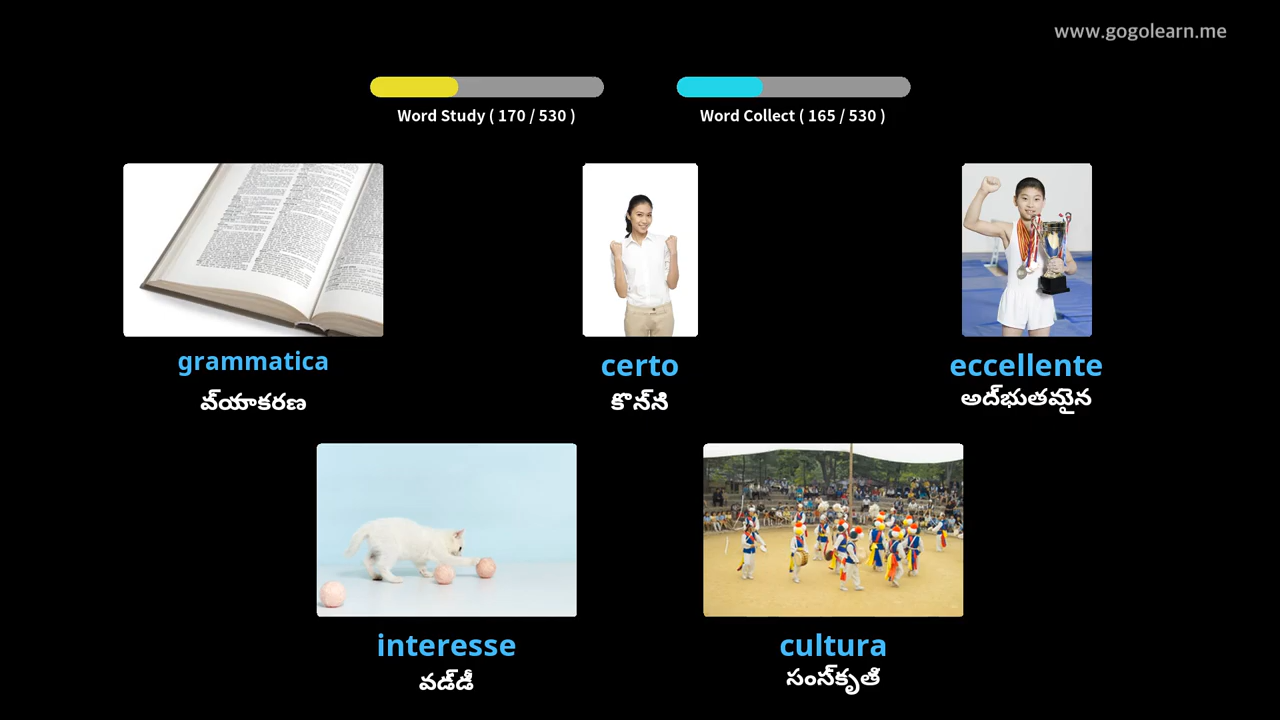 www.gogolearn.me
Word Study ( 170 / 530 )
Word Collect ( 165 / 530 )
grammatica
వ్యాకరణ
certo
కొన్ని
eccellente
అద్భుతమైన
interesse
వడ్డీ
cultura
సంస్కృతి